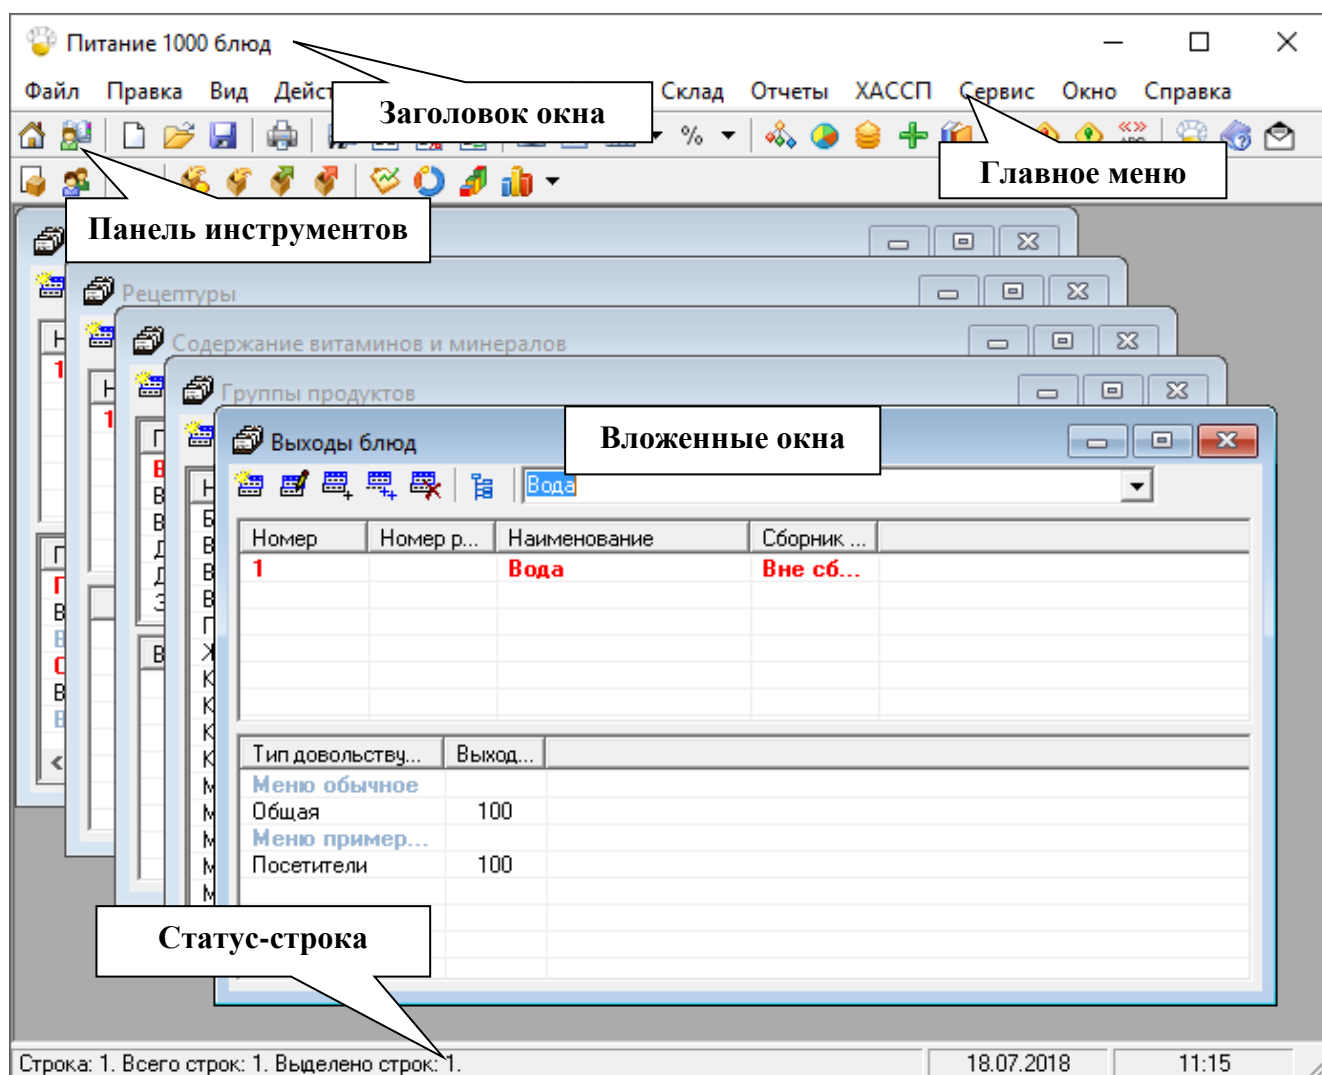 Питание 1000 блюд
Файл Правка Вид Склад Отчеты ХАССП Сервис Окно Справка
Заголовок окна
%
Главное меню
Панель инструментов
Рецептуры
Содержание витаминов и минералов
Группы продуктов
Выходы блюд
Вложенные окна
Вода
Номер Номер р... Наименование Сборник ...
1 Вода Вне сб...
Тип довольству... Выход...
Меню обычное
Общая 100
Меню пример...
Посетители 100
Статус-строка
Строка: 1. Всего строк: 1. Выделено строк: 1. 18.07.2018 11:15